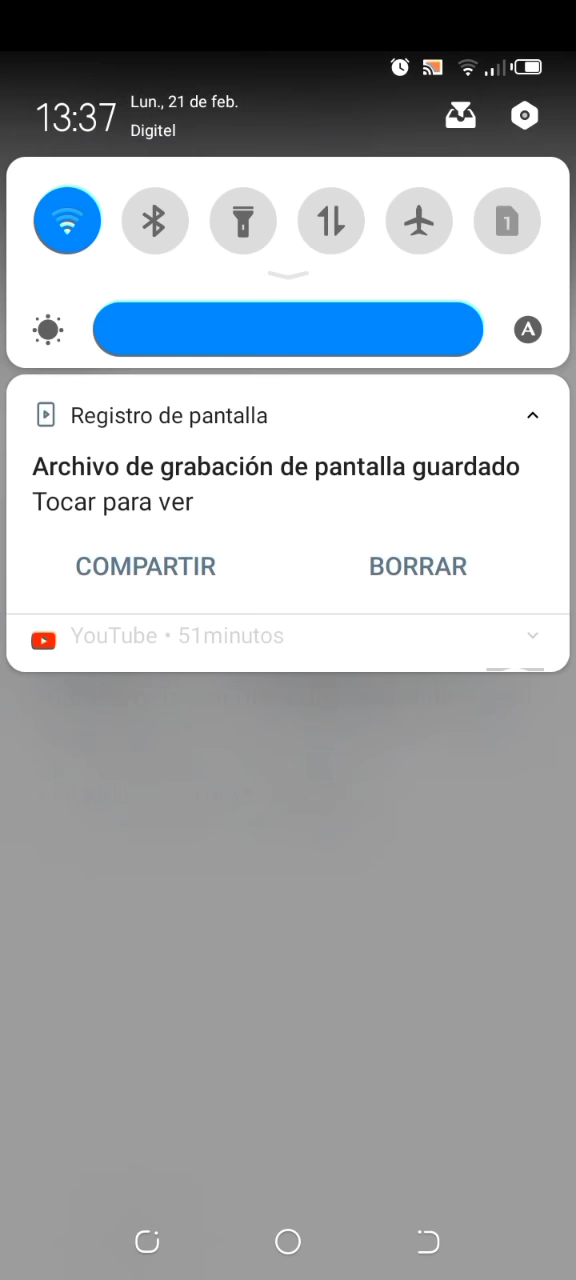 13:37
Lun., 21 de feb.
Digitel
1
A
Registro de pantalla
Archivo de grabación de pantalla guardado
Tocar para ver
COMPARTIR
BORRAR
YouTube • 51minutos